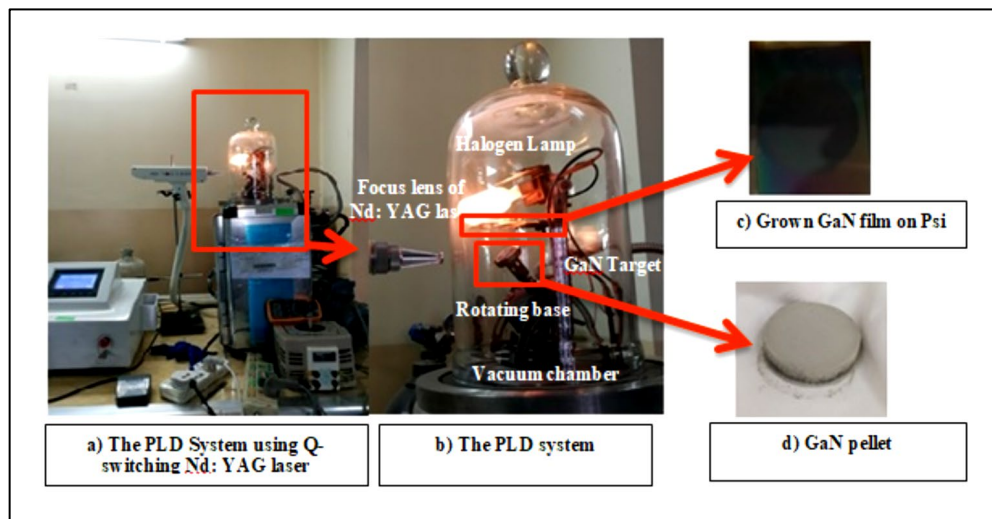 Halogen Lamp
Focus lens of
Nd: YAG las
GaN Target
Rotating base
Vacuum chamber
a) The PLD System using Q-
switching Nd: YAG laser
b) The PLD system
c) Grown GaN film on Psi
d) GaN pellet